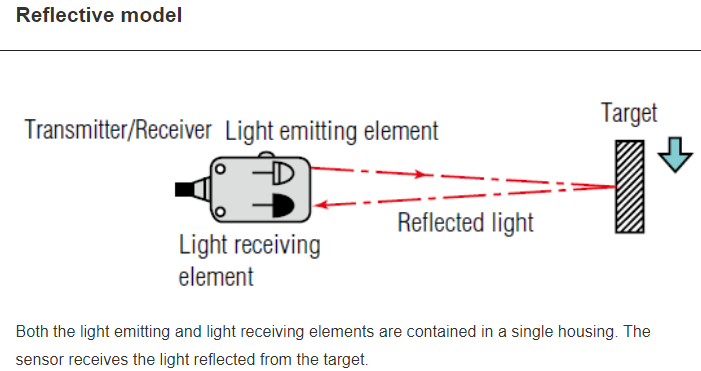 Reflective model
Target
Transmitter/Receiver Light emitting element
Reflected light
Light receiving
element
Both the light emitting and light receiving elements are contained in a single housing. The
sensor receives the light reflected from the target.